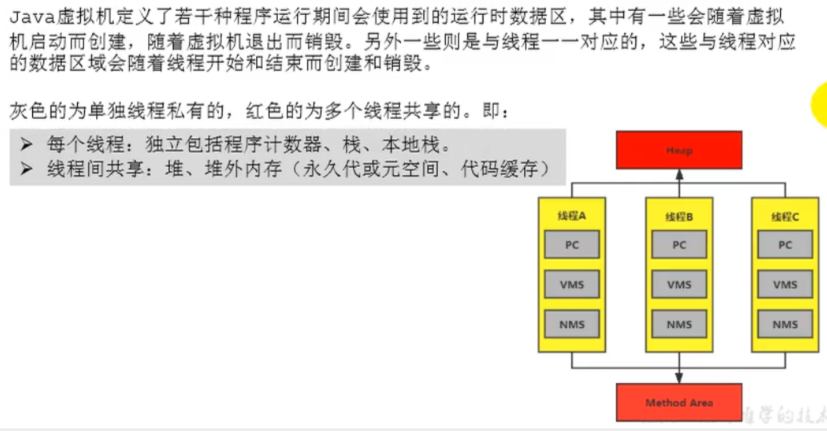 Java虚拟机定义了若干种程序运行期间会使用到的运行时数据区，其中有一些会随着虚拟
机启动而创建，随着虚拟机退出而销毁。另外一些则是与线程一一对应的，这些与线程对应
的数据区域会随着线程开始和结束而创建和销毁。
灰色的为单独线程私有的，红色的为多个线程共享的。即：
➢ 每个线程：独立包括程序计数器、栈、本地栈。
➢ 线程间共享：堆、堆外内存（永久代或元空间、代码缓存）
Heap
线程A 线程B 线程C
PC PC PC
VMS VMS VMS
NMS NMS NMS
Method Area
学的技术